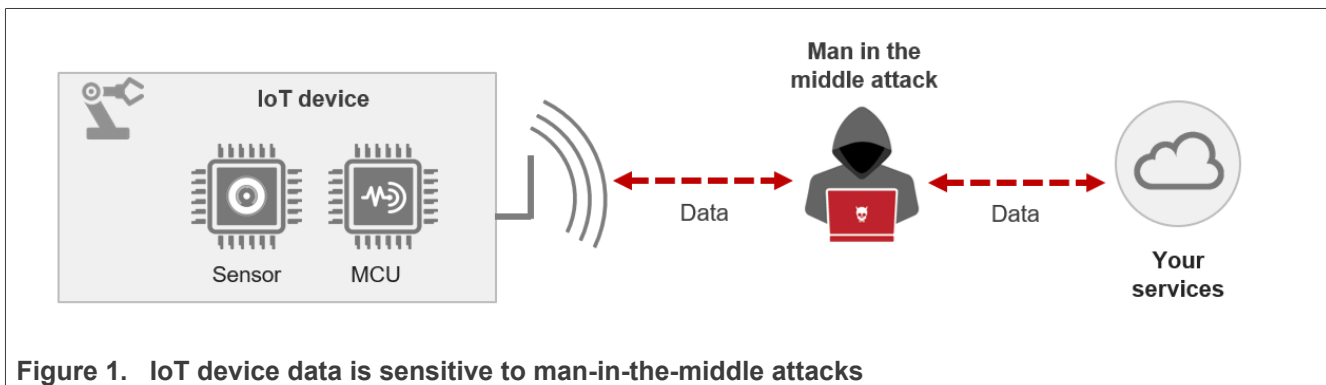 Man in the
middle attack
IoT device
Sensor
MCU
Data
Data
Your
services
Figure 1. IoT device data is sensitive to man-in-the-middle attacks